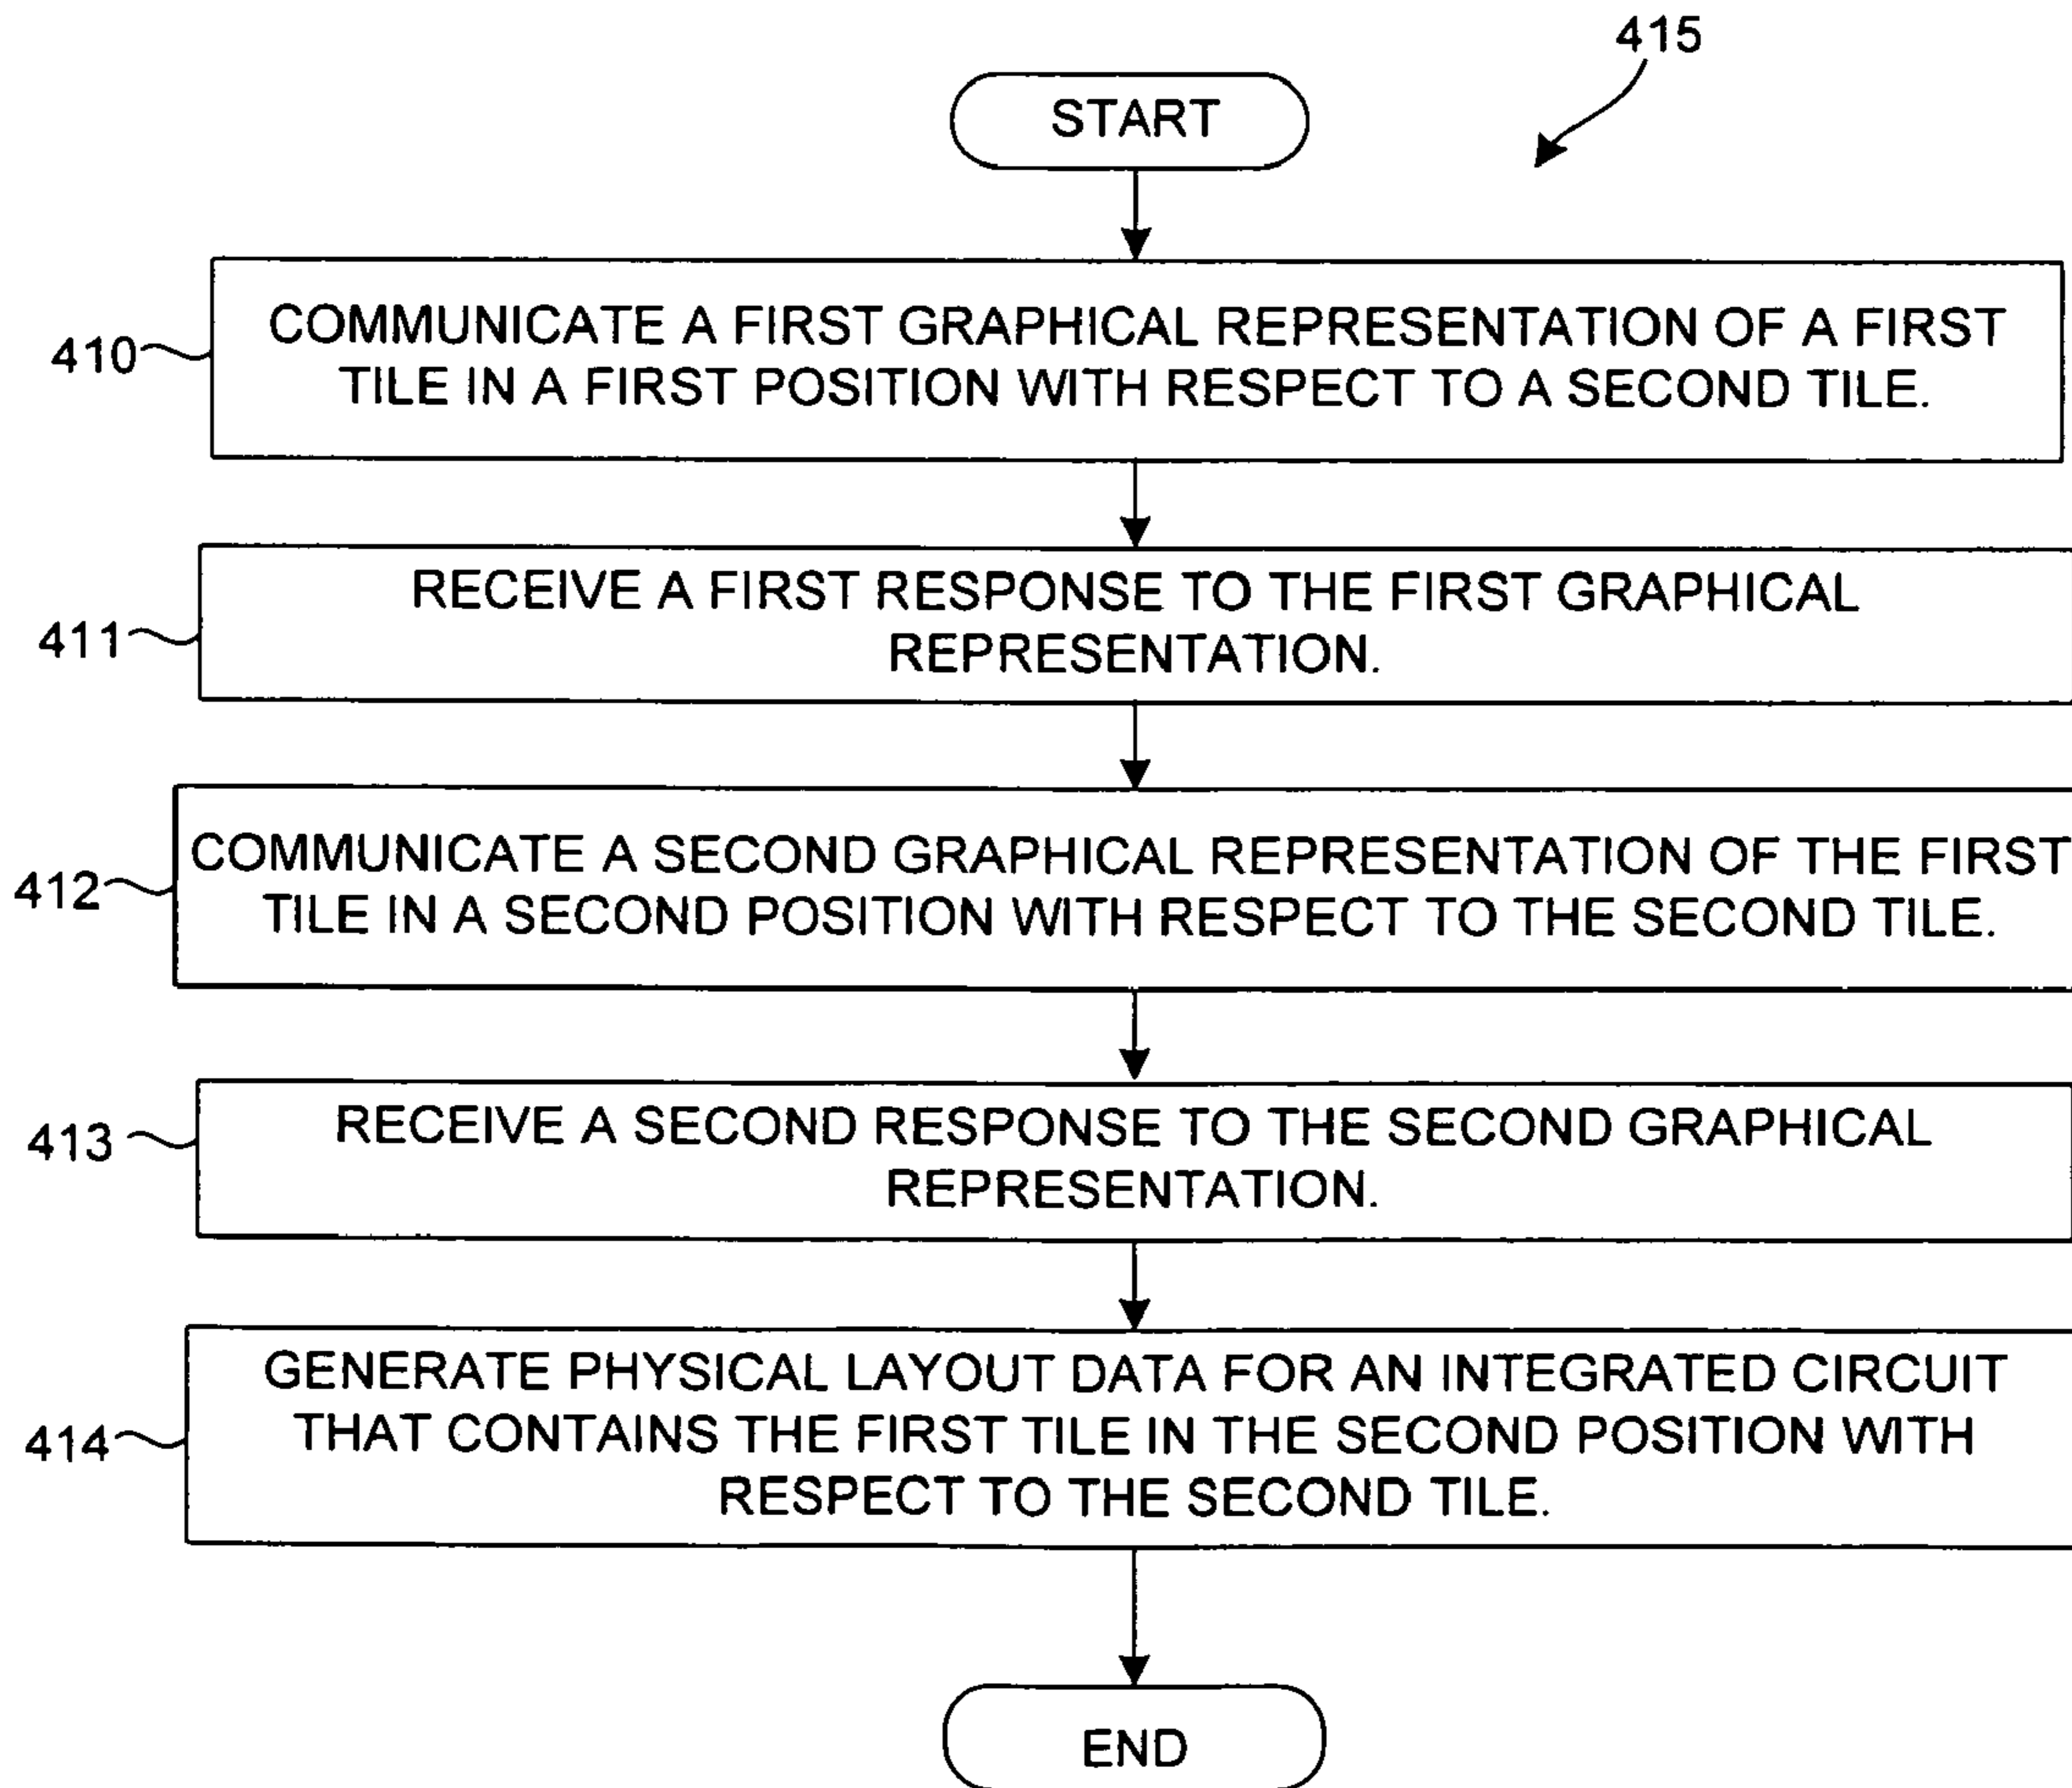 415
START
410
COMMUNICATE A FIRST GRAPHICAL REPRESENTATION OF A FIRST
TILE IN A FIRST POSITION WITH RESPECT TO A SECOND TILE.
411
RECEIVE A FIRST RESPONSE TO THE FIRST GRAPHICAL
REPRESENTATION.
412
COMMUNICATE A SECOND GRAPHICAL REPRESENTATION OF THE FIRST
TILE IN A SECOND POSITION WITH RESPECT TO THE SECOND TILE.
413
RECEIVE A SECOND RESPONSE TO THE SECOND GRAPHICAL
REPRESENTATION.
414
GENERATE PHYSICAL LAYOUT DATA FOR AN INTEGRATED CIRCUIT
THAT CONTAINS THE FIRST TILE IN THE SECOND POSITION WITH
RESPECT TO THE SECOND TILE.
END